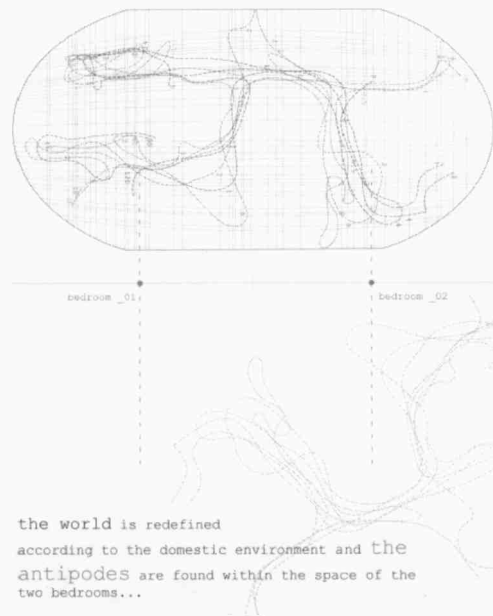 bedroom _01
bedroom _02
the world is redefined
according to the domestic environment and the
antipodes are found within the space of the
two bedrooms...